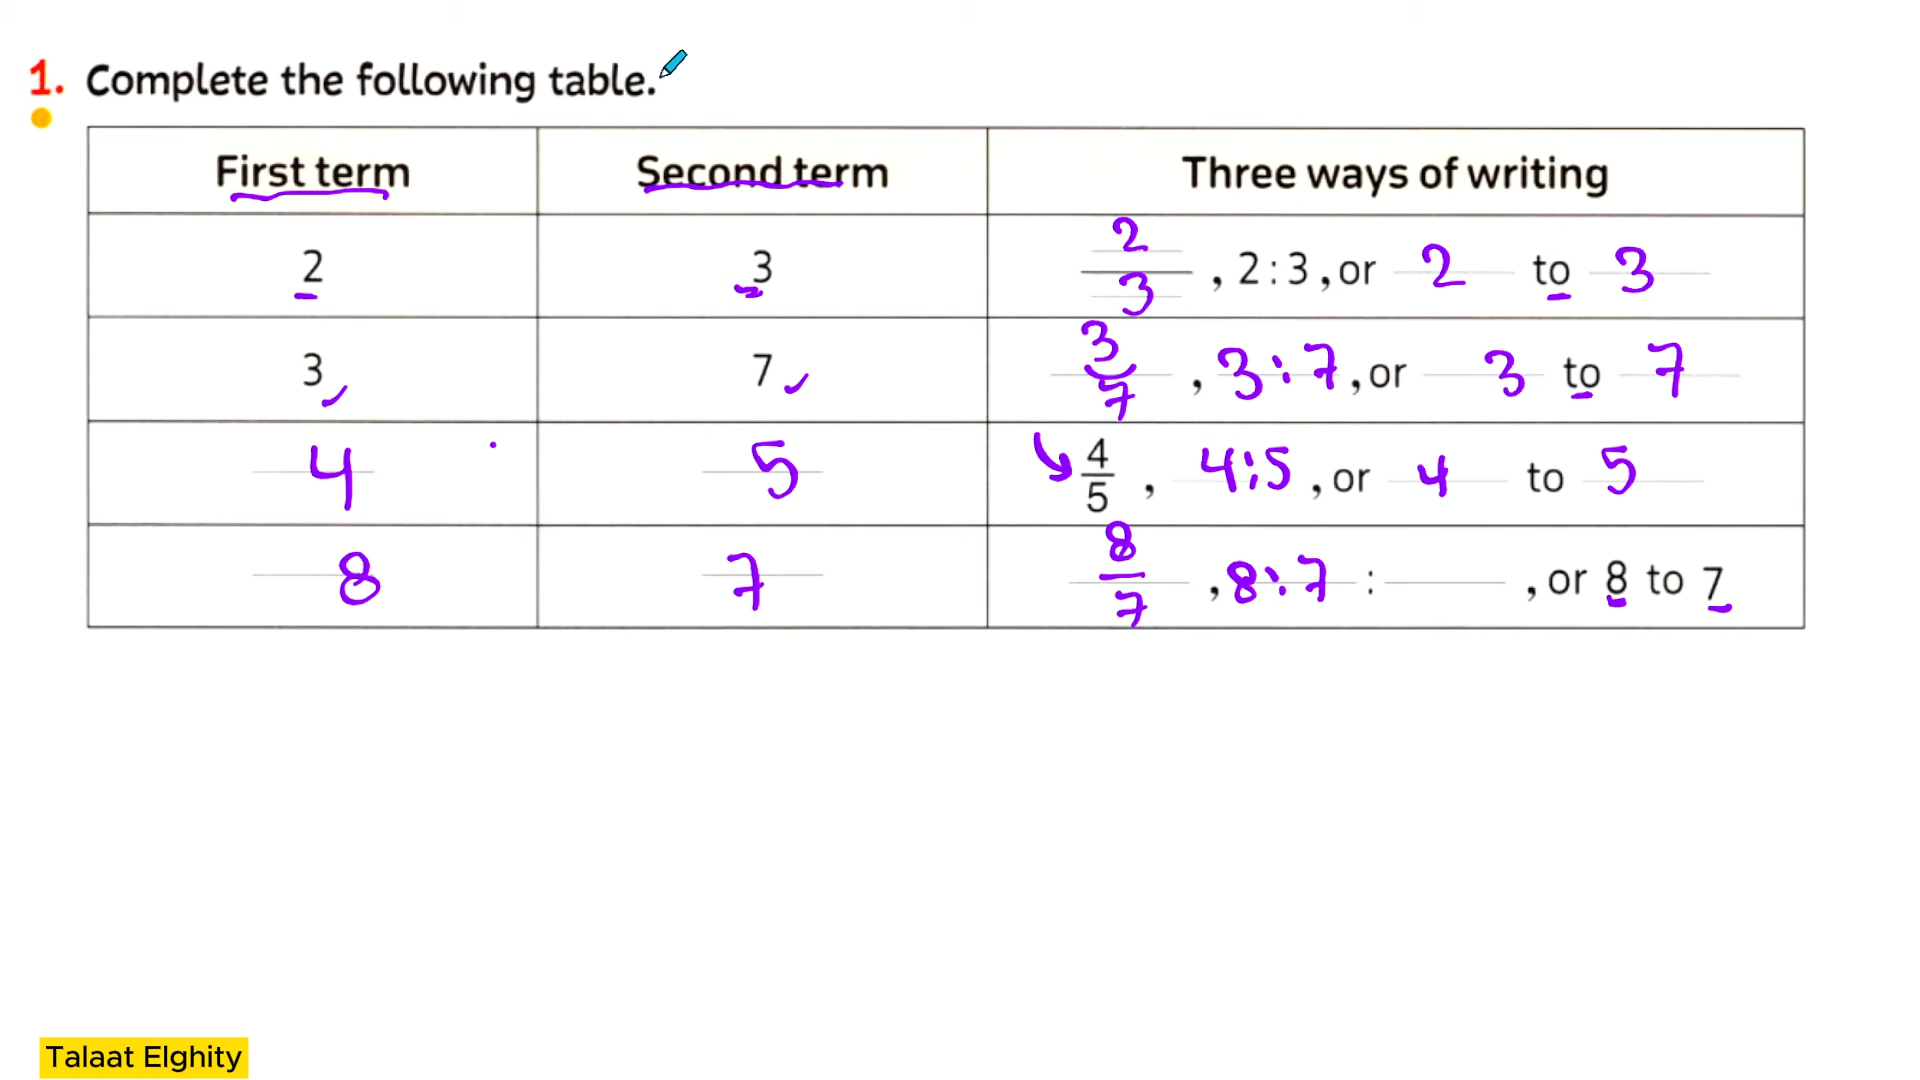 1. Complete the following table.
First term Second term Three ways of writing
2 3 2/3 , 2 : 3 , or 2 to 3
3 7 3/7 , 3:7 , or 3 to 7
4 5 4/5 , 4:5 , or 4 to 5
8 7 8/7 , 8:7 : , or 8 to 7
Talaat Elghity